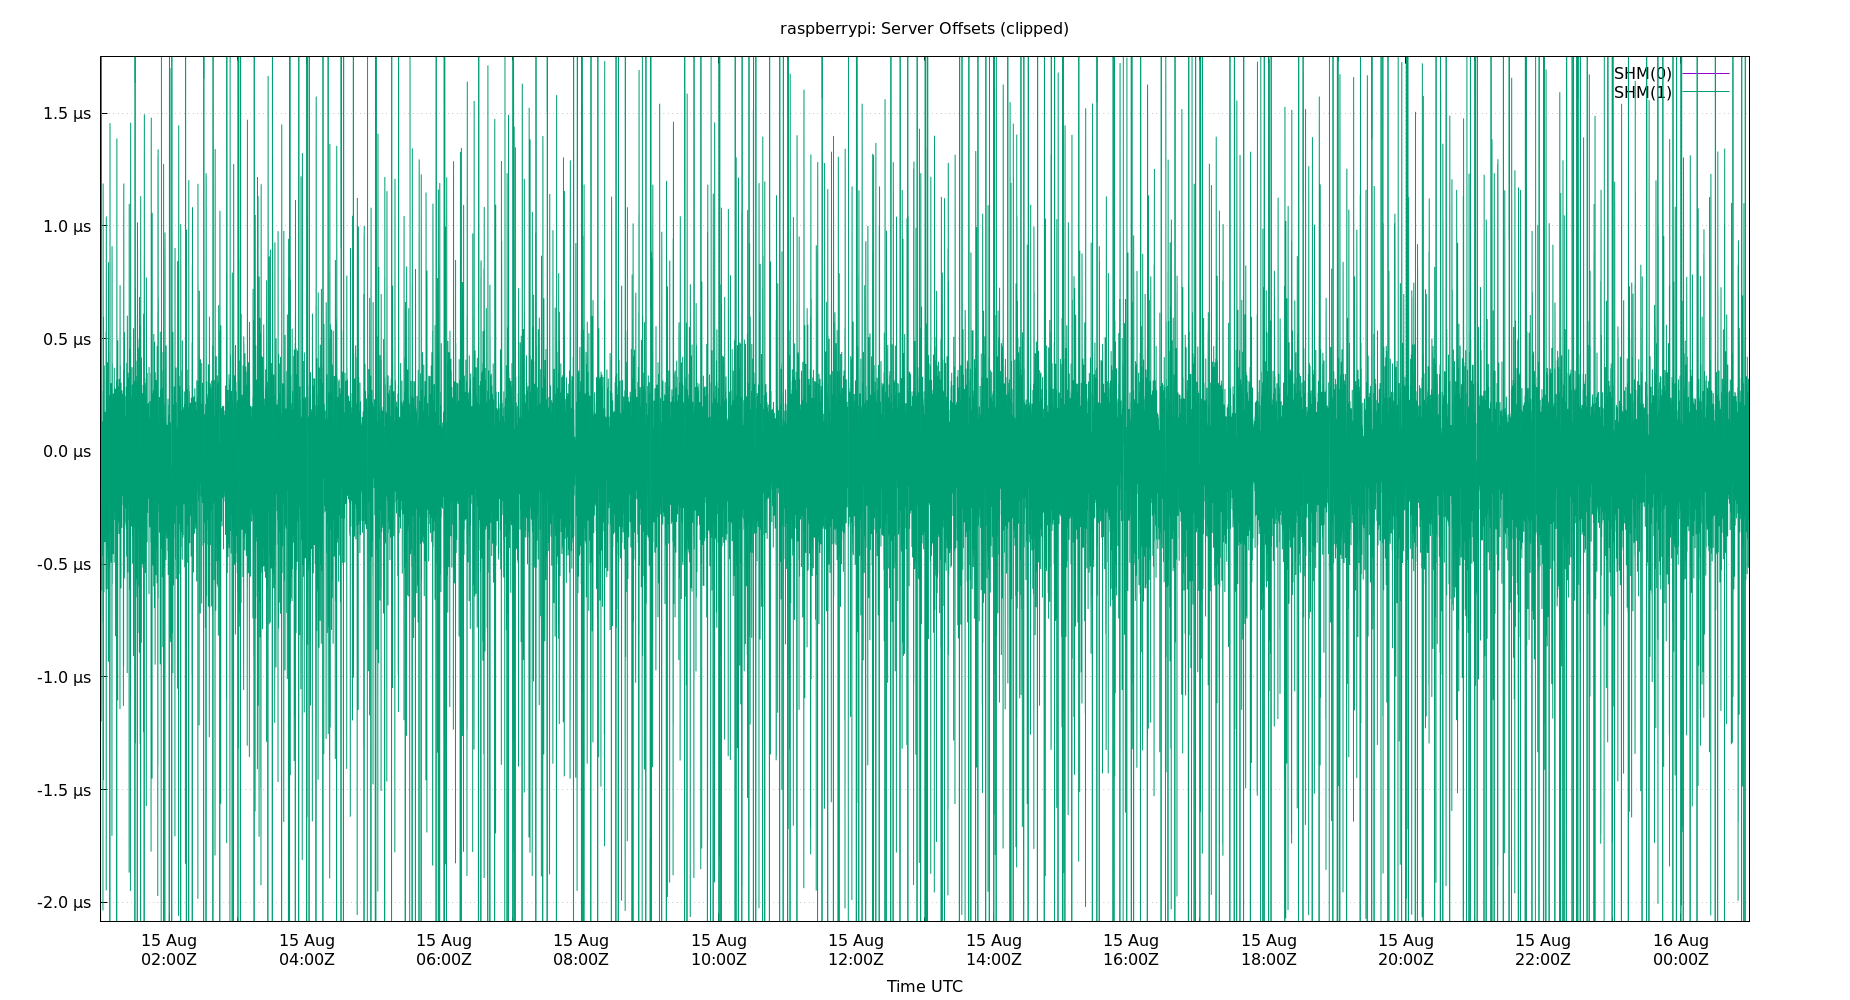 raspberrypi: Server Offsets (clipped)
SHM(0)
SHM(1)
1.5 µs
1.0 µs
0.5 µs
0.0 µs
-0.5 µs
-1.0 µs
-1.5 µs
-2.0 µs
15 Aug 15 Aug 15 Aug 15 Aug 15 Aug 15 Aug 15 Aug 15 Aug 15 Aug 15 Aug 15 Aug 16 Aug
02:00Z 04:00Z 06:00Z 08:00Z 10:00Z 12:00Z 14:00Z 16:00Z 18:00Z 20:00Z 22:00Z 00:00Z
Time UTC